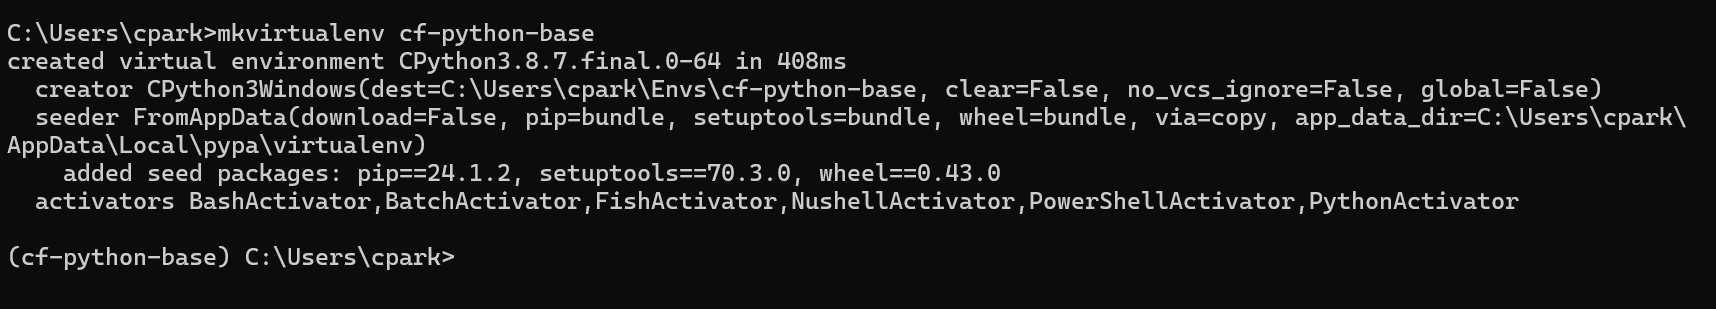 C:\Users\cpark>mkvirtualenv cf-python-base
created virtual environment CPython3.8.7.final.0-64 in 408ms
  creator CPython3Windows(dest=C:\Users\cpark\Envs\cf-python-base, clear=False, no_vcs_ignore=False, global=False)
  seeder FromAppData(download=False, pip=bundle, setuptools=bundle, wheel=bundle, via=copy, app_data_dir=C:\Users\cpark\
AppData\Local\pypa\virtualenv)
    added seed packages: pip==24.1.2, setuptools==70.3.0, wheel==0.43.0
  activators BashActivator,BatchActivator,FishActivator,NushellActivator,PowerShellActivator,PythonActivator
(cf-python-base) C:\Users\cpark>